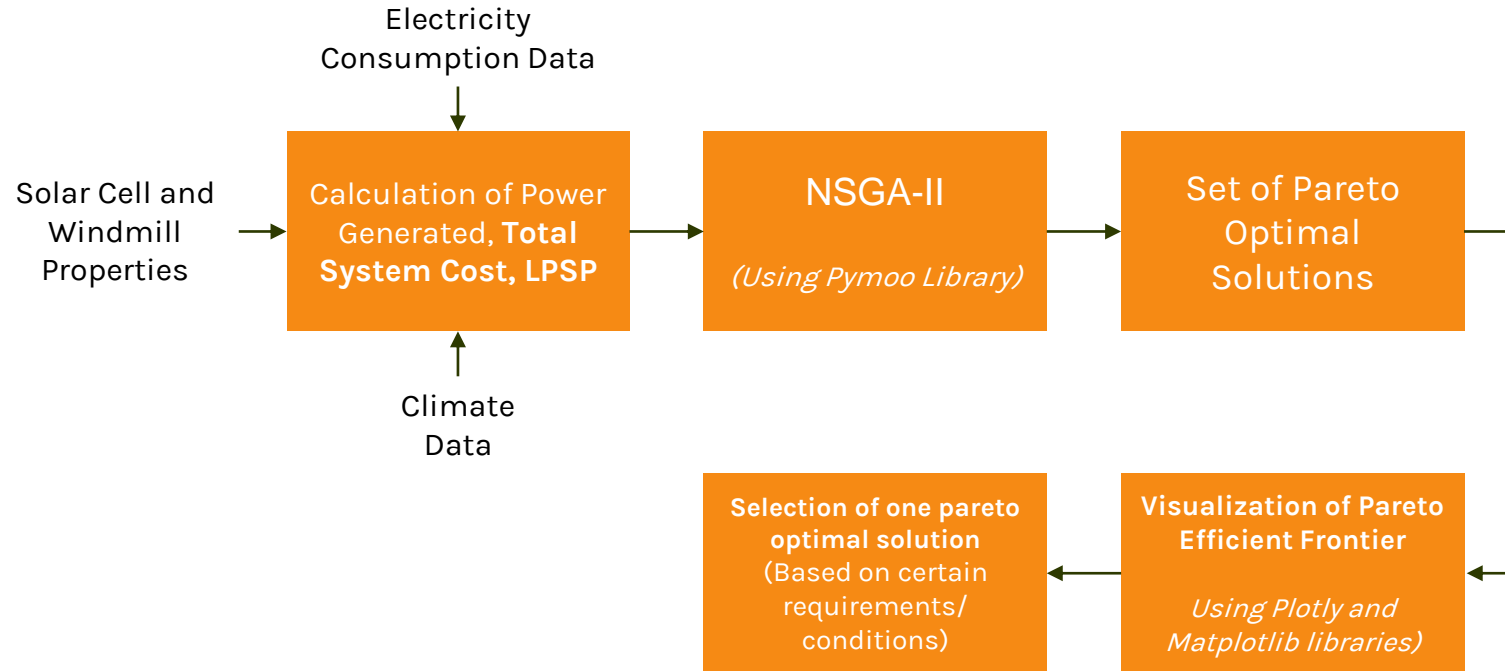 Electricity
Consumption Data
Solar Cell and
Windmill
Properties
Calculation of Power
Generated, Total
System Cost, LPSP
Climate
Data
NSGA-II
(Using Pymoo Library)
Set of Pareto
Optimal
Solutions
Visualization of Pareto
Efficient Frontier
Using Plotly and
Matplotlib libraries)
Selection of one pareto
optimal solution
(Based on certain
requirements/
conditions)